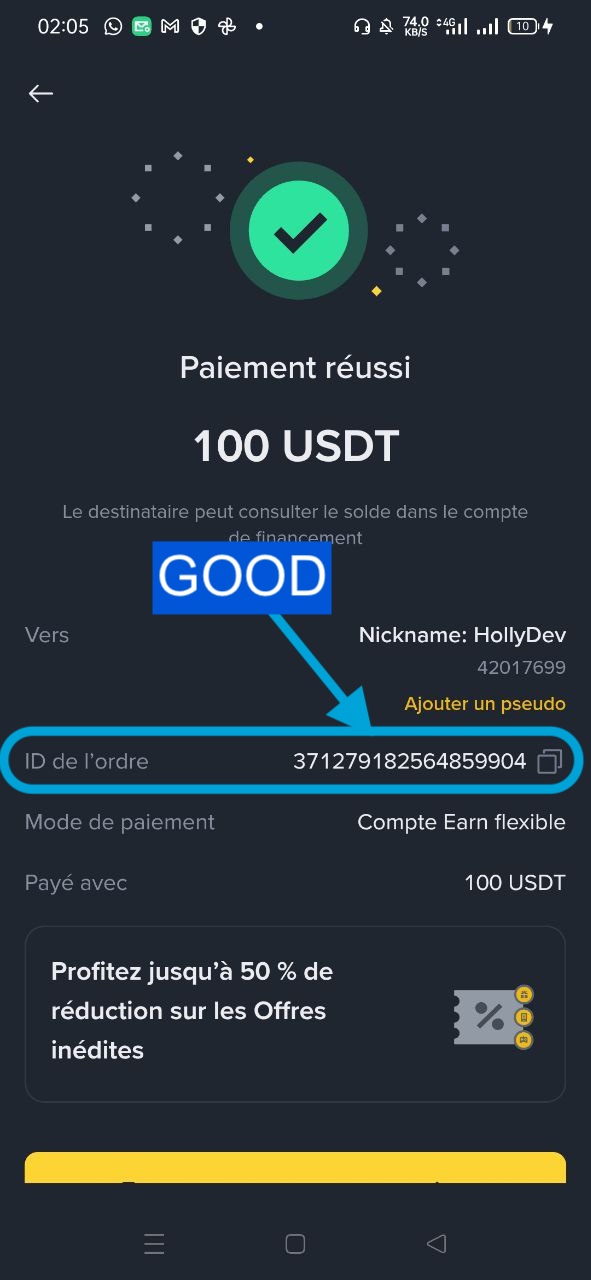 02:05 74.0 KB/S 4G 10
Paiement réussi
100 USDT
Le destinataire peut consulter le solde dans le compte
de financement
GOOD
Vers Nickname: HollyDev
42017699
Ajouter un pseudo
ID de l’ordre 371279182564859904
Mode de paiement Compte Earn flexible
Payé avec 100 USDT
Profitez jusqu’à 50 % de
réduction sur les Offres
inédites
%